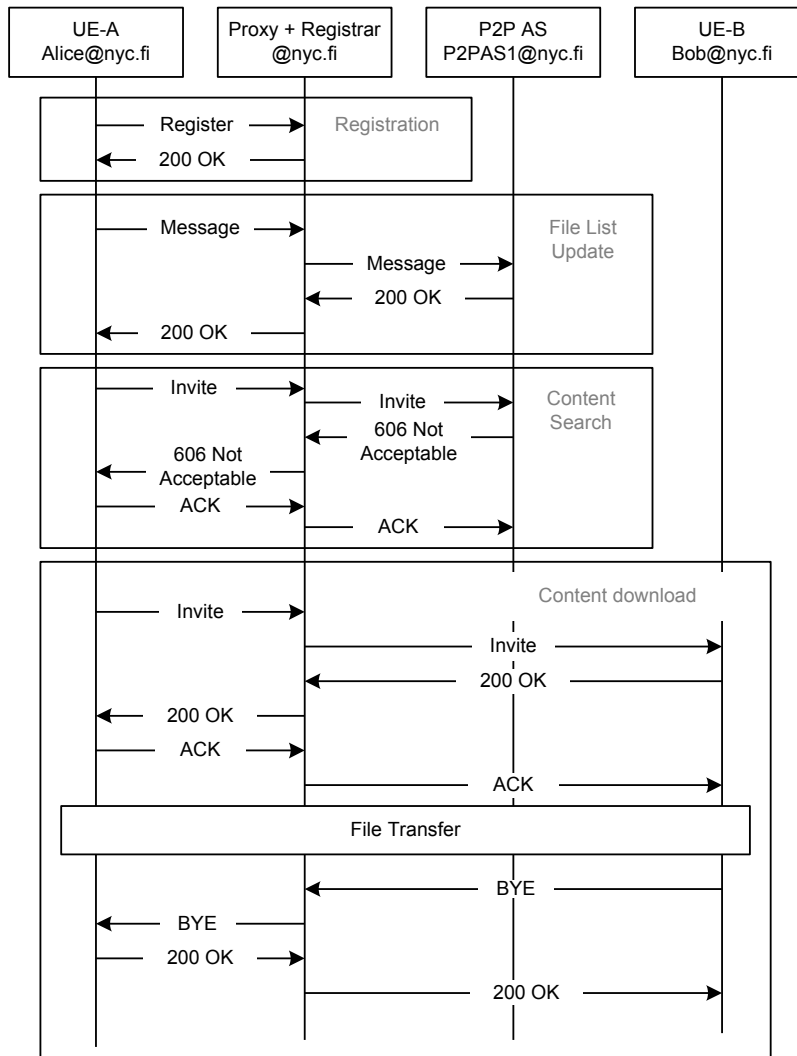 UE-A
Alice@nyc.fi
Proxy + Registrar
@nyc.fi
P2P AS
P2PAS1@nyc.fi
UE-B
Bob@nyc.fi
Register
Registration
200 OK
Message
File List
Update
Message
200 OK
200 OK
Invite
Invite
Content
Search
606 Not
Acceptable
606 Not
Acceptable
ACK
ACK
Content download
Invite
Invite
200 OK
200 OK
ACK
ACK
File Transfer
BYE
BYE
200 OK
200 OK